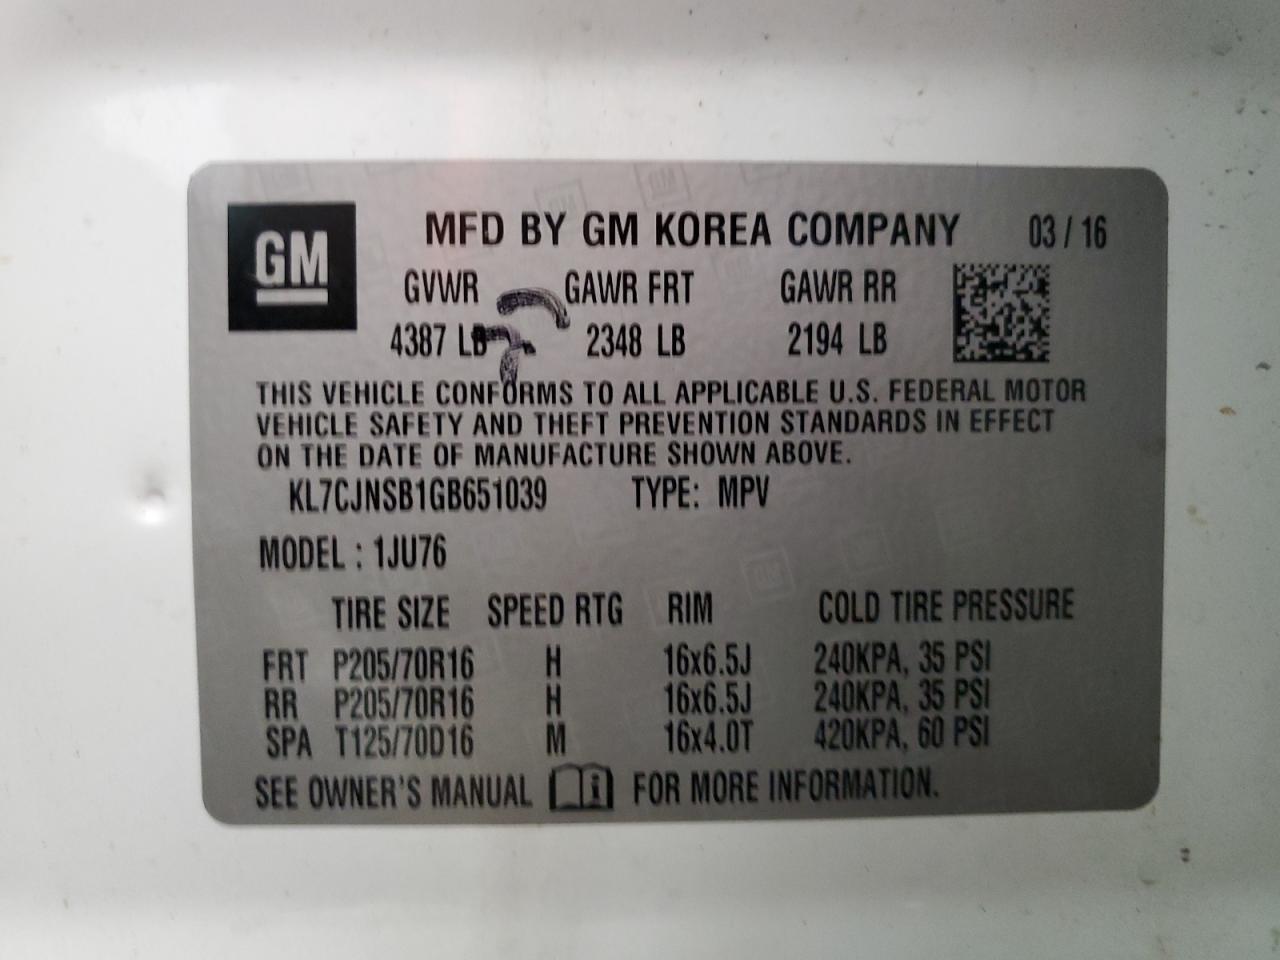 GM
MFD BY GM KOREA COMPANY 03 / 16
GVWR GAWR FRT GAWR RR
4387 LB 2348 LB 2194 LB
THIS VEHICLE CONFORMS TO ALL APPLICABLE U.S. FEDERAL MOTOR
VEHICLE SAFETY AND THEFT PREVENTION STANDARDS IN EFFECT
ON THE DATE OF MANUFACTURE SHOWN ABOVE.
KL7CJNSB1GB651039 TYPE: MPV
MODEL : 1JU76
TIRE SIZE SPEED RTG RIM COLD TIRE PRESSURE
FRT P205/70R16 H 16x6.5J 240KPA, 35 PSI
RR P205/70R16 H 16x6.5J 240KPA, 35 PSI
SPA T125/70D16 M 16x4.0T 420KPA, 60 PSI
SEE OWNER'S MANUAL i FOR MORE INFORMATION.